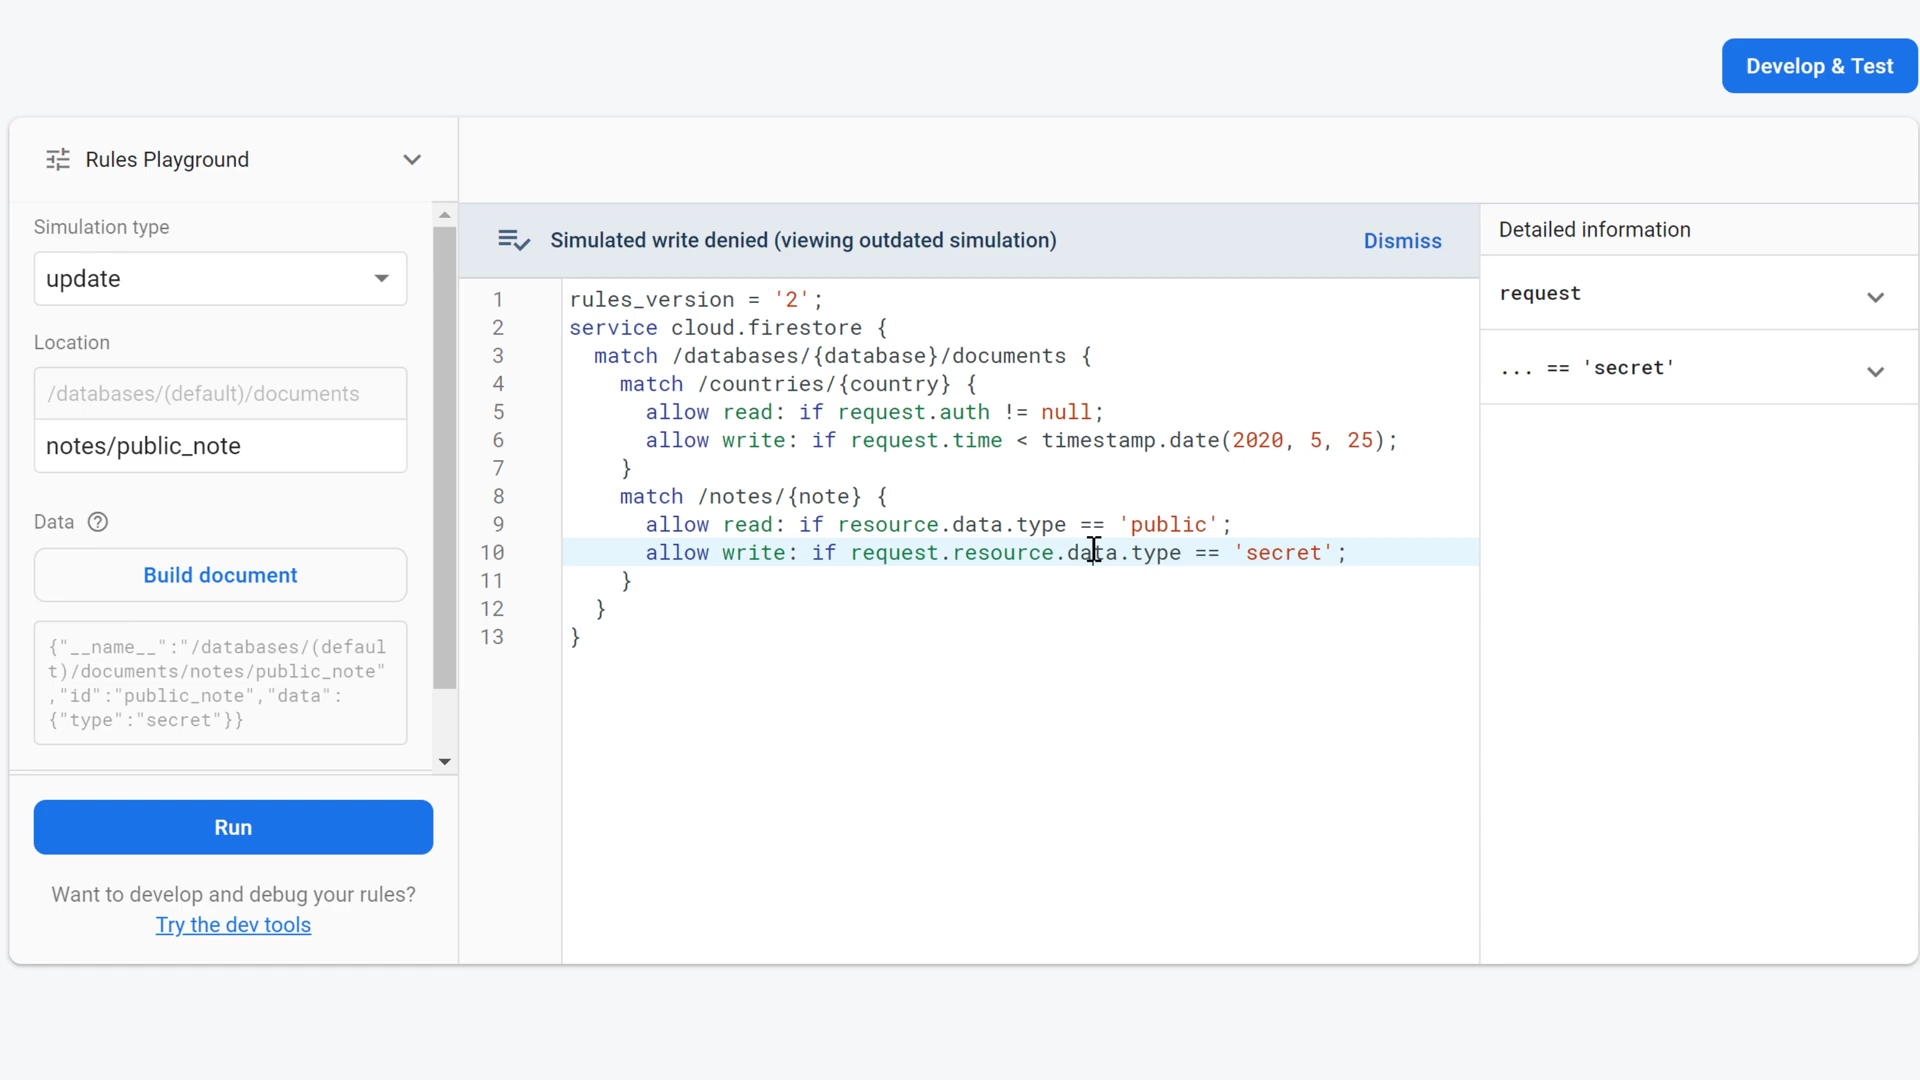 Develop & Test
Rules Playground
Simulation type
update
Location
/databases/(default)/documents
notes/public_note
Data
Build document
{"__name__":"/databases/(defaul
t)/documents/notes/public_note"
,"id":"public_note","data":
{"type":"secret"}}
Run
Want to develop and debug your rules?
Try the dev tools
Simulated write denied (viewing outdated simulation)
Dismiss
1 rules_version = '2';
2 service cloud.firestore {
3 match /databases/{database}/documents {
4 match /countries/{country} {
5 allow read: if request.auth != null;
6 allow write: if request.time < timestamp.date(2020, 5, 25);
7 }
8 match /notes/{note} {
9 allow read: if resource.data.type == 'public';
10 allow write: if request.resource.data.type == 'secret';
11 }
12 }
13 }
Detailed information
request
... == 'secret'